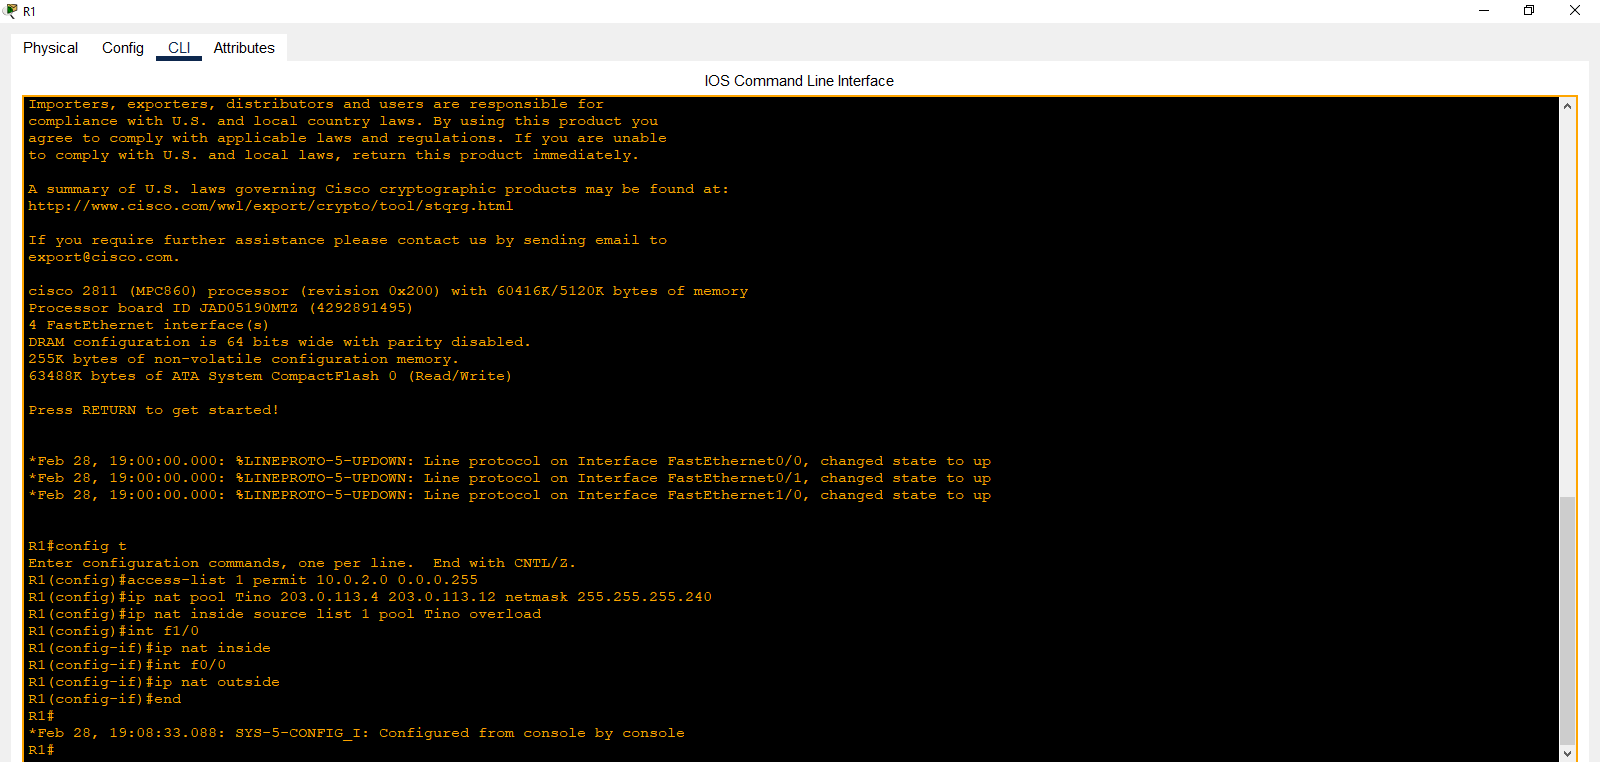 R1
Physical Config CLI Attributes
IOS Command Line Interface
Importers, exporters, distributors and users are responsible for
compliance with U.S. and local country laws. By using this product you
agree to comply with applicable laws and regulations. If you are unable
to comply with U.S. and local laws, return this product immediately.
A summary of U.S. laws governing Cisco cryptographic products may be found at:
http://www.cisco.com/wwl/export/crypto/tool/stqrg.html
If you require further assistance please contact us by sending email to
export@cisco.com.
cisco 2811 (MPC860) processor (revision 0x200) with 60416K/5120K bytes of memory
Processor board ID JAD05190MTZ (4292891495)
4 FastEthernet interface(s)
DRAM configuration is 64 bits wide with parity disabled.
255K bytes of non-volatile configuration memory.
63488K bytes of ATA System CompactFlash 0 (Read/Write)
Press RETURN to get started!
*Feb 28, 19:00:00.000: %LINEPROTO-5-UPDOWN: Line protocol on Interface FastEthernet0/0, changed state to up
*Feb 28, 19:00:00.000: %LINEPROTO-5-UPDOWN: Line protocol on Interface FastEthernet0/1, changed state to up
*Feb 28, 19:00:00.000: %LINEPROTO-5-UPDOWN: Line protocol on Interface FastEthernet1/0, changed state to up
R1#config t
Enter configuration commands, one per line.  End with CNTL/Z.
R1(config)#access-list 1 permit 10.0.2.0 0.0.0.255
R1(config)#ip nat pool Tino 203.0.113.4 203.0.113.12 netmask 255.255.255.240
R1(config)#ip nat inside source list 1 pool Tino overload
R1(config)#int f1/0
R1(config-if)#ip nat inside
R1(config-if)#int f0/0
R1(config-if)#ip nat outside
R1(config-if)#end
R1#
*Feb 28, 19:08:33.088: SYS-5-CONFIG_I: Configured from console by console
R1#